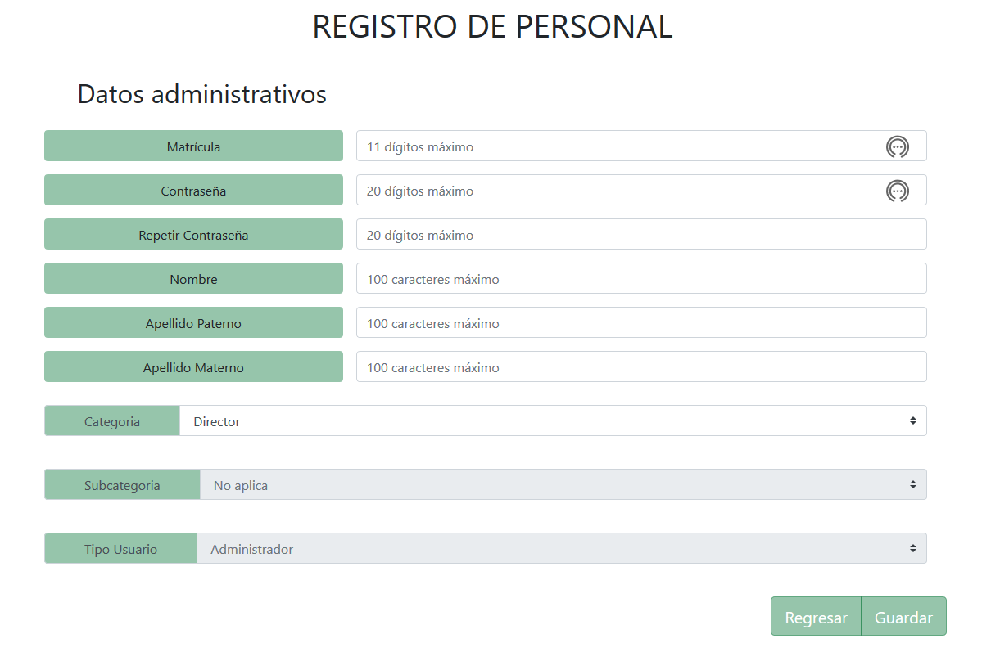 REGISTRO DE PERSONAL
Datos administrativos
Matrícula 11 dígitos máximo
Contraseña 20 dígitos máximo
Repetir Contraseña 20 dígitos máximo
Nombre 100 caracteres máximo
Apellido Paterno 100 caracteres máximo
Apellido Materno 100 caracteres máximo
Categoria Director
Subcategoria No aplica
Tipo Usuario Administrador
Regresar Guardar